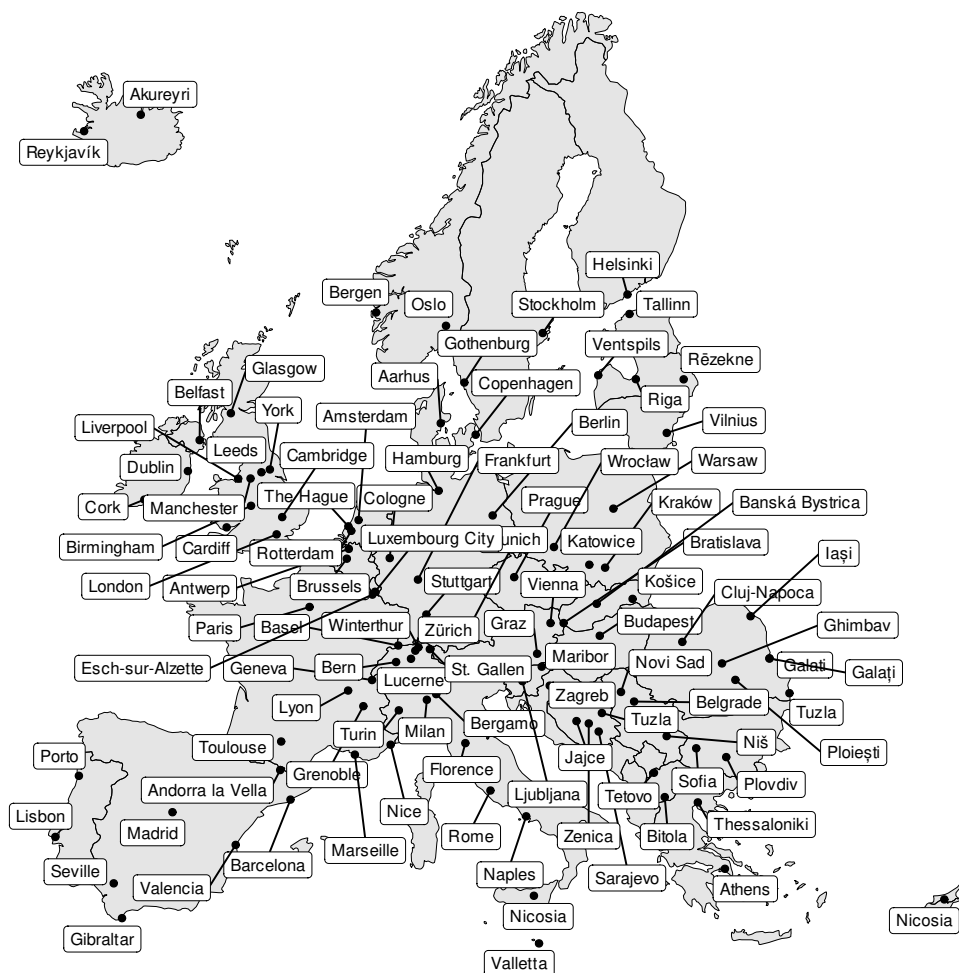 Akureyri
Reykjavík
Helsinki
Bergen
Oslo
Stockholm
Tallinn
Gothenburg
Ventspils
Rēzekne
Glasgow
Aarhus
Copenhagen
Belfast
Riga
York
Amsterdam
Berlin
Vilnius
Liverpool
Leeds
Cambridge
Hamburg
Frankfurt
Wrocław
Warsaw
Dublin
The Hague
Cologne
Prague
Kraków
Banská Bystrica
Cork
Manchester
Luxembourg City
unich
Katowice
Bratislava
Iași
Birmingham
Cardiff
Rotterdam
London
Antwerp
Brussels
Stuttgart
Vienna
Košice
Cluj-Napoca
Paris
Basel
Winterthur
Zürich
Graz
Budapest
Ghimbav
Esch-sur-Alzette
Geneva
Bern
St. Gallen
Maribor
Novi Sad
Galați
Galați
Lucerne
Lyon
Zagreb
Belgrade
Tuzla
Turin
Milan
Bergamo
Tuzla
Niš
Ploiești
Toulouse
Porto
Grenoble
Florence
Jajce
Sofia
Plovdiv
Andorra la Vella
Ljubljana
Tetovo
Lisbon
Madrid
Nice
Rome
Zenica
Bitola
Thessaloniki
Marseille
Barcelona
Seville
Valencia
Naples
Sarajevo
Athens
Gibraltar
Nicosia
Nicosia
Valletta